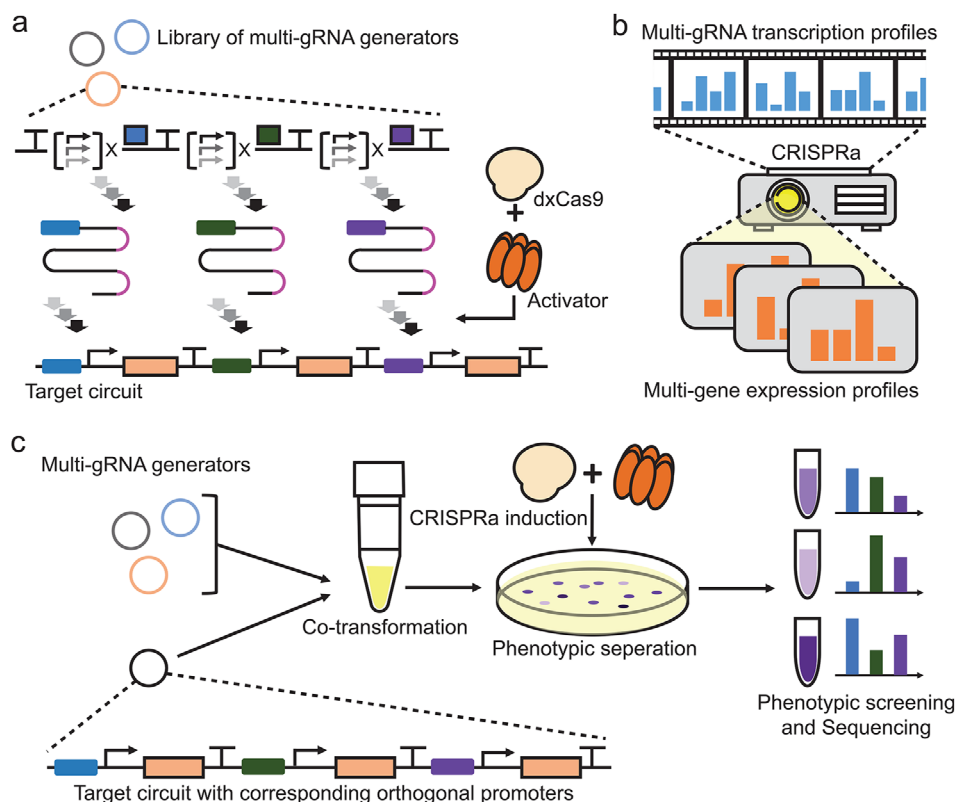 a
Library of multi-gRNA generators
X
X
X
dxCas9
+
Activator
Target circuit
b
Multi-gRNA transcription profiles
CRISPRa
Multi-gene expression profiles
c
Multi-gRNA generators
+
CRISPRa induction
Co-transformation
Phenotypic seperation
Phenotypic screening
and Sequencing
Target circuit with corresponding orthogonal promoters